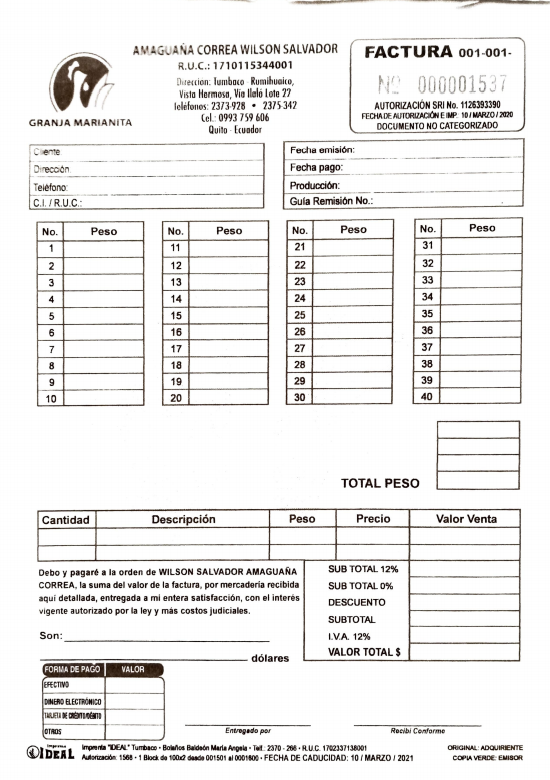 AMAGUAÑA CORREA WILSON SALVADOR
R.U.C.: 1710115344001
Dirección: Tumbaco - Rumihuaico,
Vista Hermosa, Vía Ilaló Lote 22
Teléfonos: 2373-928 • 2375 342
Cel.: 0993 759 606
Quito - Ecuador
GRANJA MARIANITA
FACTURA 001-001-
Nº 000001537
AUTORIZACIÓN SRI No. 1126393390
FECHA DE AUTORIZACIÓN E IMP.: 10 / MARZO / 2020
DOCUMENTO NO CATEGORIZADO
Cliente
Dirección
Teléfono:
C.I. / R.U.C.:
Fecha emisión:
Fecha pago:
Producción:
Guía Remisión No.:
No. Peso No. Peso No. Peso No. Peso
1 11 21 31
2 12 22 32
3 13 23 33
4 14 24 34
5 15 25 35
6 16 26 36
7 17 27 37
8 18 28 38
9 19 29 39
10 20 30 40
TOTAL PESO
Cantidad Descripción Peso Precio Valor Venta
Debo y pagaré a la orden de WILSON SALVADOR AMAGUAÑA
CORREA, la suma del valor de la factura, por mercadería recibida
aquí detallada, entregada a mi entera satisfacción, con el interés
vigente autorizado por la ley y más costos judiciales.
Son:
dólares
SUB TOTAL 12%
SUB TOTAL 0%
DESCUENTO
SUBTOTAL
I.V.A. 12%
VALOR TOTAL $
FORMA DE PAGO VALOR
EFECTIVO
DINERO ELECTRÓNICO
TARJETA DE CRÉDITO/DÉBITO
OTROS
Entregado por
Recibi Conforme
Imprenta
IDEAL
Imprenta "IDEAL" Tumbaco • Bolaños Baldeón María Angela • Telf.: 2370 - 266 • R.U.C. 1702337138001
Autorización: 1568 • 1 Block de 100x2 desde 001501 al 0001600 • FECHA DE CADUCIDAD: 10 / MARZO / 2021
ORIGINAL: ADQUIRIENTE
COPIA VERDE: EMISOR